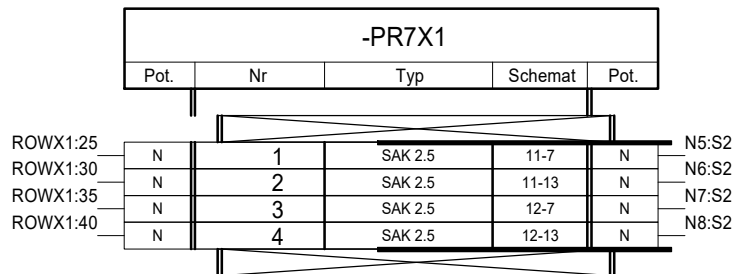 -PR7X1
Pot. Nr Typ Schemat Pot.
ROWX1:25 N 1 SAK 2.5 11-7 N N5:S2
ROWX1:30 N 2 SAK 2.5 11-13 N N6:S2
ROWX1:35 N 3 SAK 2.5 12-7 N N7:S2
ROWX1:40 N 4 SAK 2.5 12-13 N N8:S2